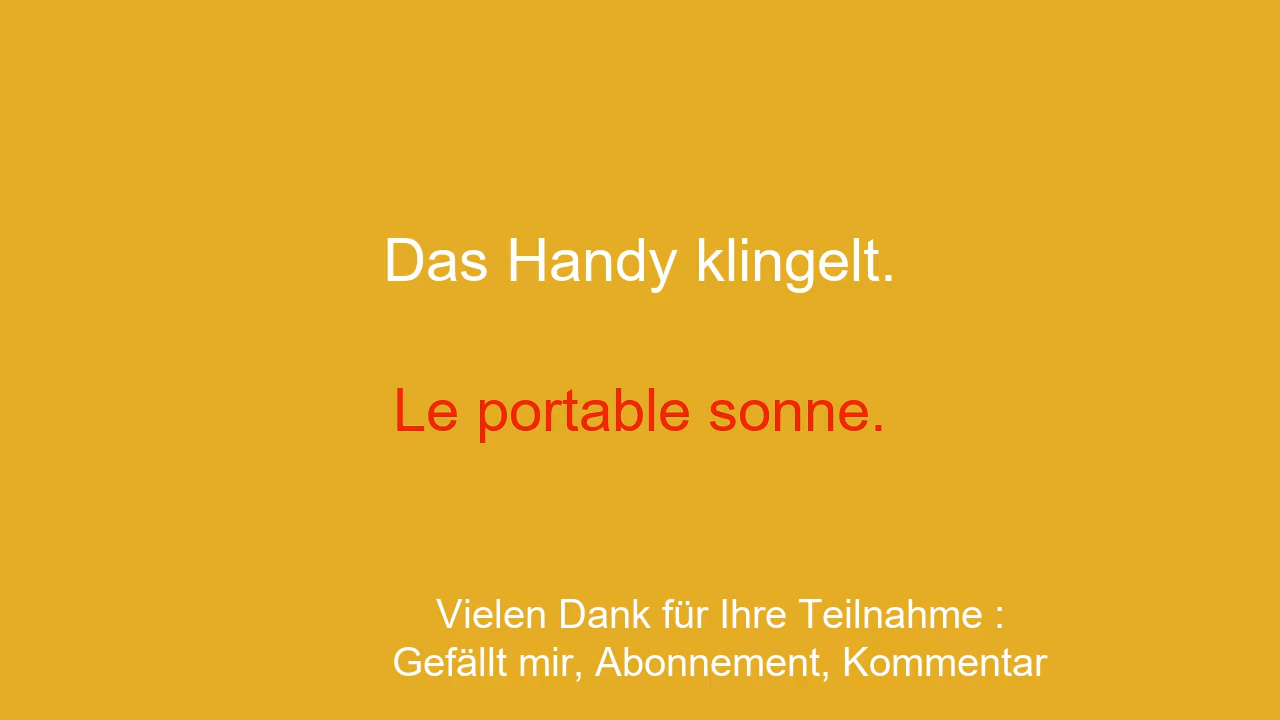 Das Handy klingelt.
Le portable sonne.
Vielen Dank für Ihre Teilnahme :
Gefällt mir, Abonnement, Kommentar